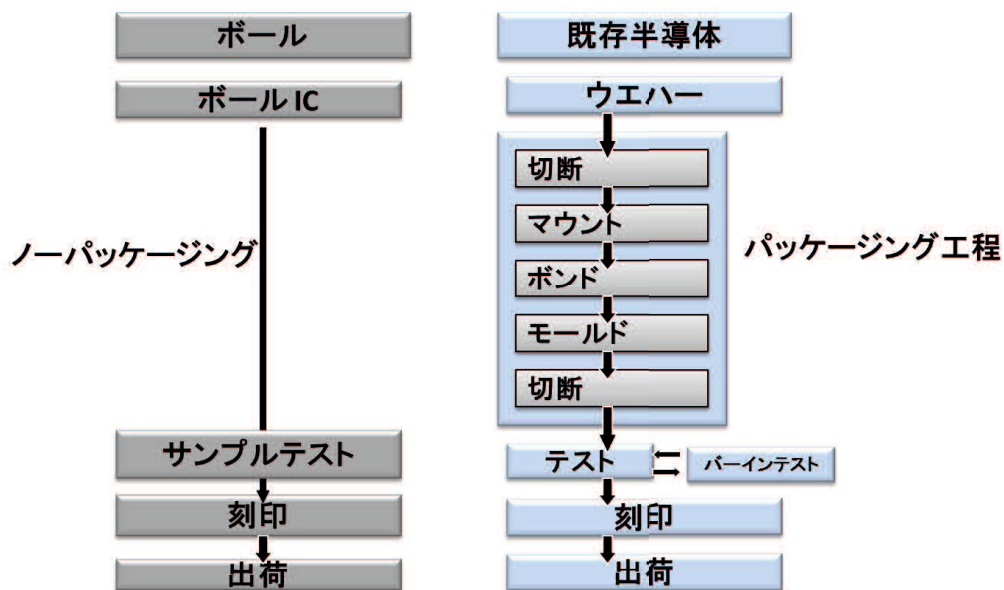 ボール
ボール IC
ノーパッケージング
サンプルテスト
刻印
出荷
既存半導体
ウエハー
切断
マウント
ボンド
モールド
切断
パッケージング工程
テスト
バーインテスト
刻印
出荷